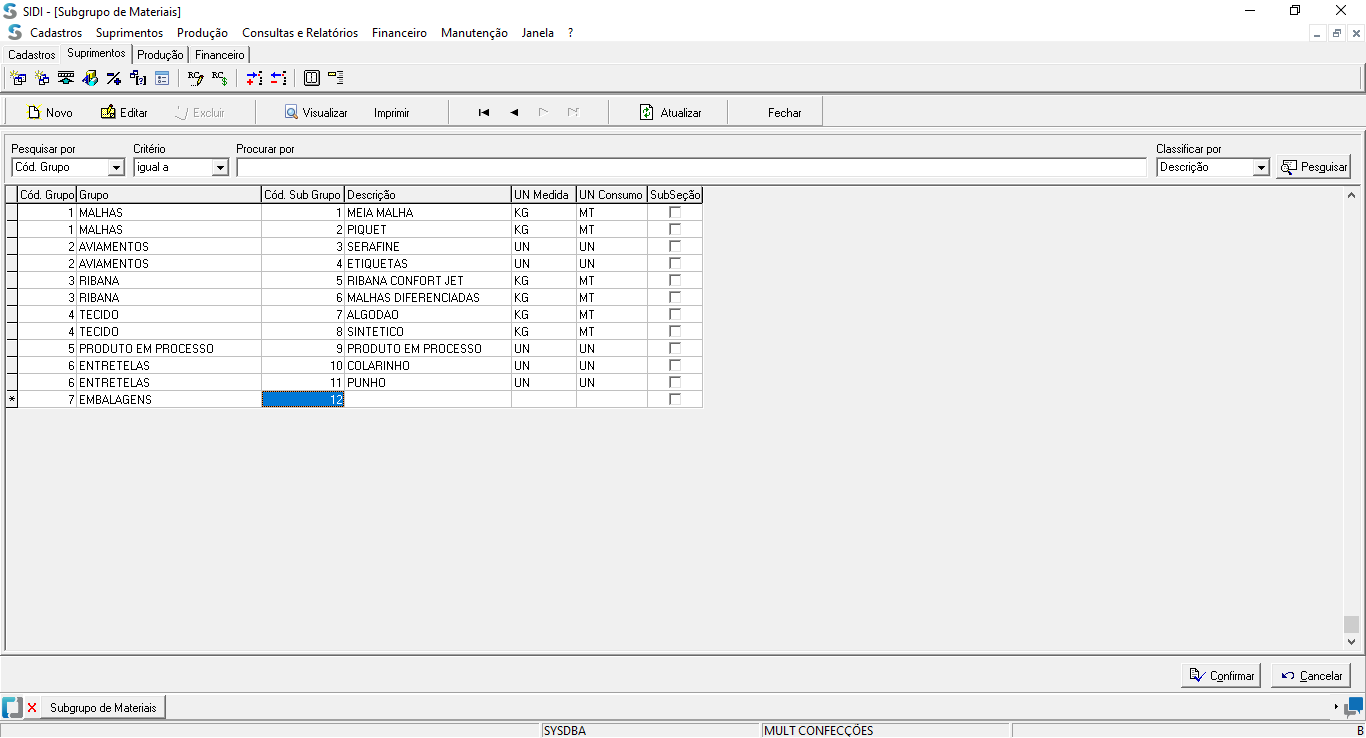 SIDI - [Subgrupo de Materiais]
Cadastros Suprimentos Produção Consultas e Relatórios Financeiro Manutenção Janela ?
Cadastros Suprimentos Produção Financeiro
Novo Editar Excluir Visualizar Imprimir Atualizar Fechar
Pesquisar por Critério Procurar por Classificar por
Cód. Grupo igual a Descrição Pesquisar
Cód. Grupo Grupo Cód. Sub Grupo Descrição UN Medida UN Consumo SubSeção
1 MALHAS 1 MEIA MALHA KG MT
1 MALHAS 2 PIQUET KG MT
2 AVIAMENTOS 3 SERAFINE UN UN
2 AVIAMENTOS 4 ETIQUETAS UN UN
3 RIBANA 5 RIBANA CONFORT JET KG MT
3 RIBANA 6 MALHAS DIFERENCIADAS KG MT
4 TECIDO 7 ALGODAO KG MT
4 TECIDO 8 SINTETICO KG MT
5 PRODUTO EM PROCESSO 9 PRODUTO EM PROCESSO UN UN
6 ENTRETELAS 10 COLARINHO UN UN
6 ENTRETELAS 11 PUNHO UN UN
* 7 EMBALAGENS 12
Confirmar Cancelar
Subgrupo de Materiais
SYSDBA MULT CONFECÇÕES B